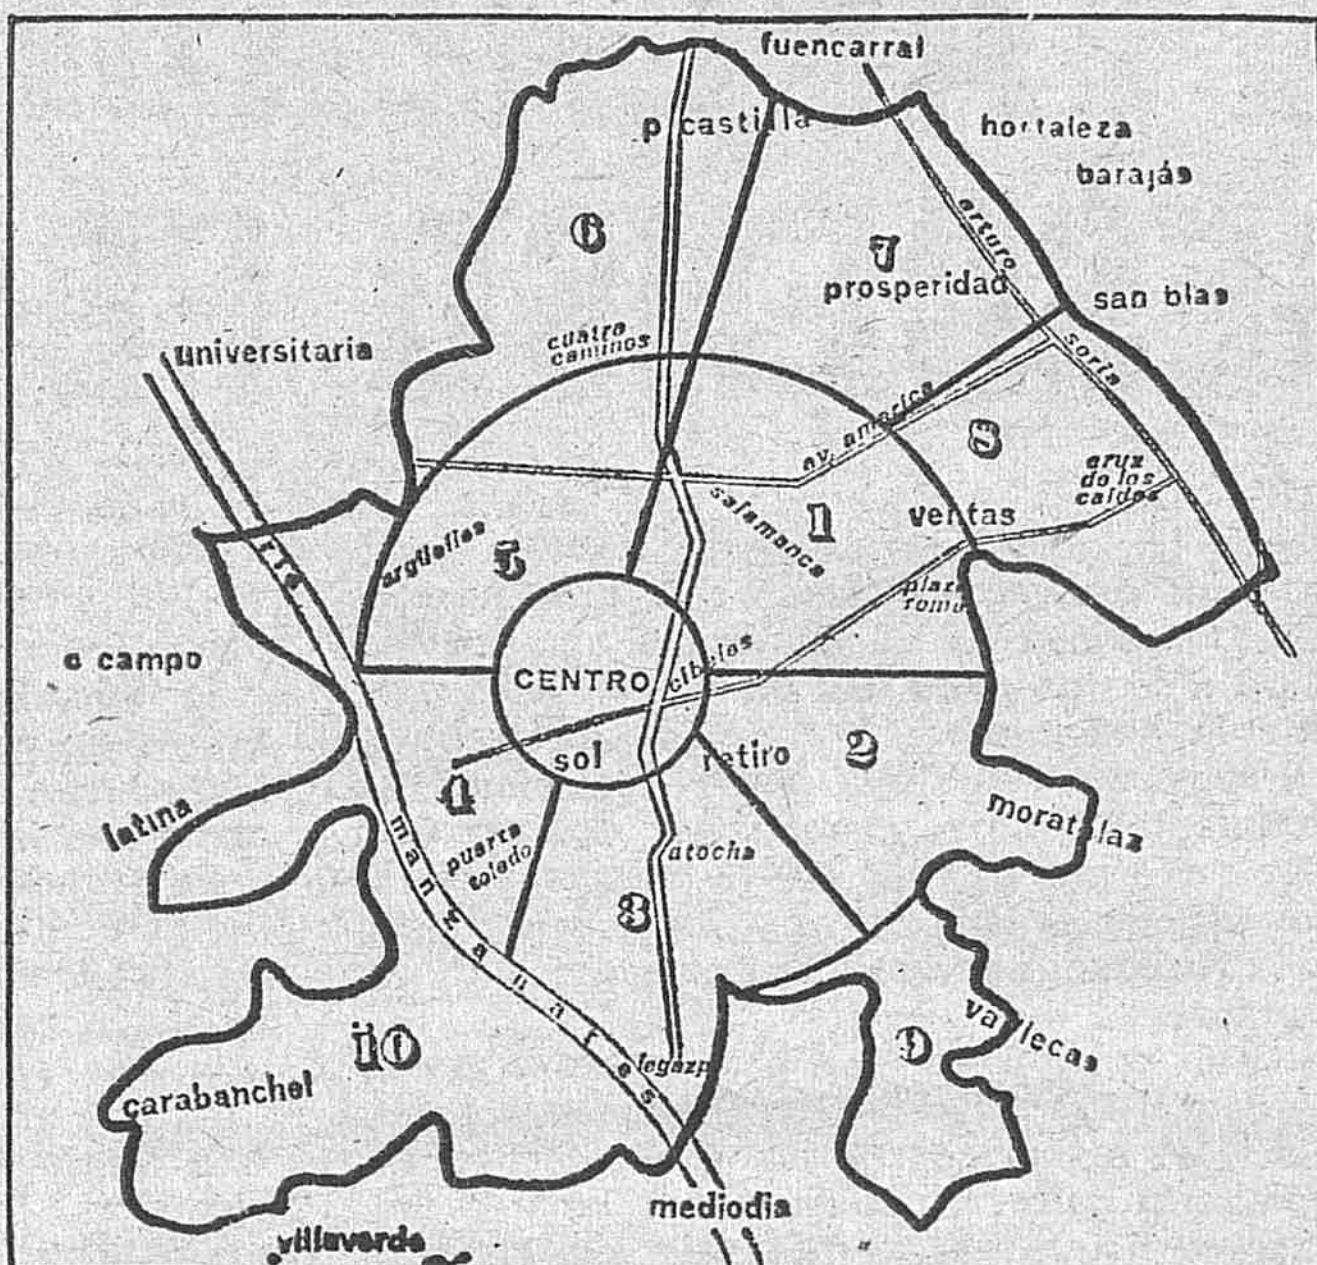 fuencarral
p castilla
hortaleza
barajás
6
arturo
7
prosperidad
san blas
universitaria
cuatro
caminos
soria
av. america
8
cruz
de los
caidos
salamanca
1
ventas
argüelles
5
rio
plaza
roma
c campo
CENTRO
cibeles
sol
retiro
2
4
latina
moratalaz
puerta
toledo
atocha
manzanares
3
vallecas
10
9
legazpi
carabanchel
mediodia
villaverde